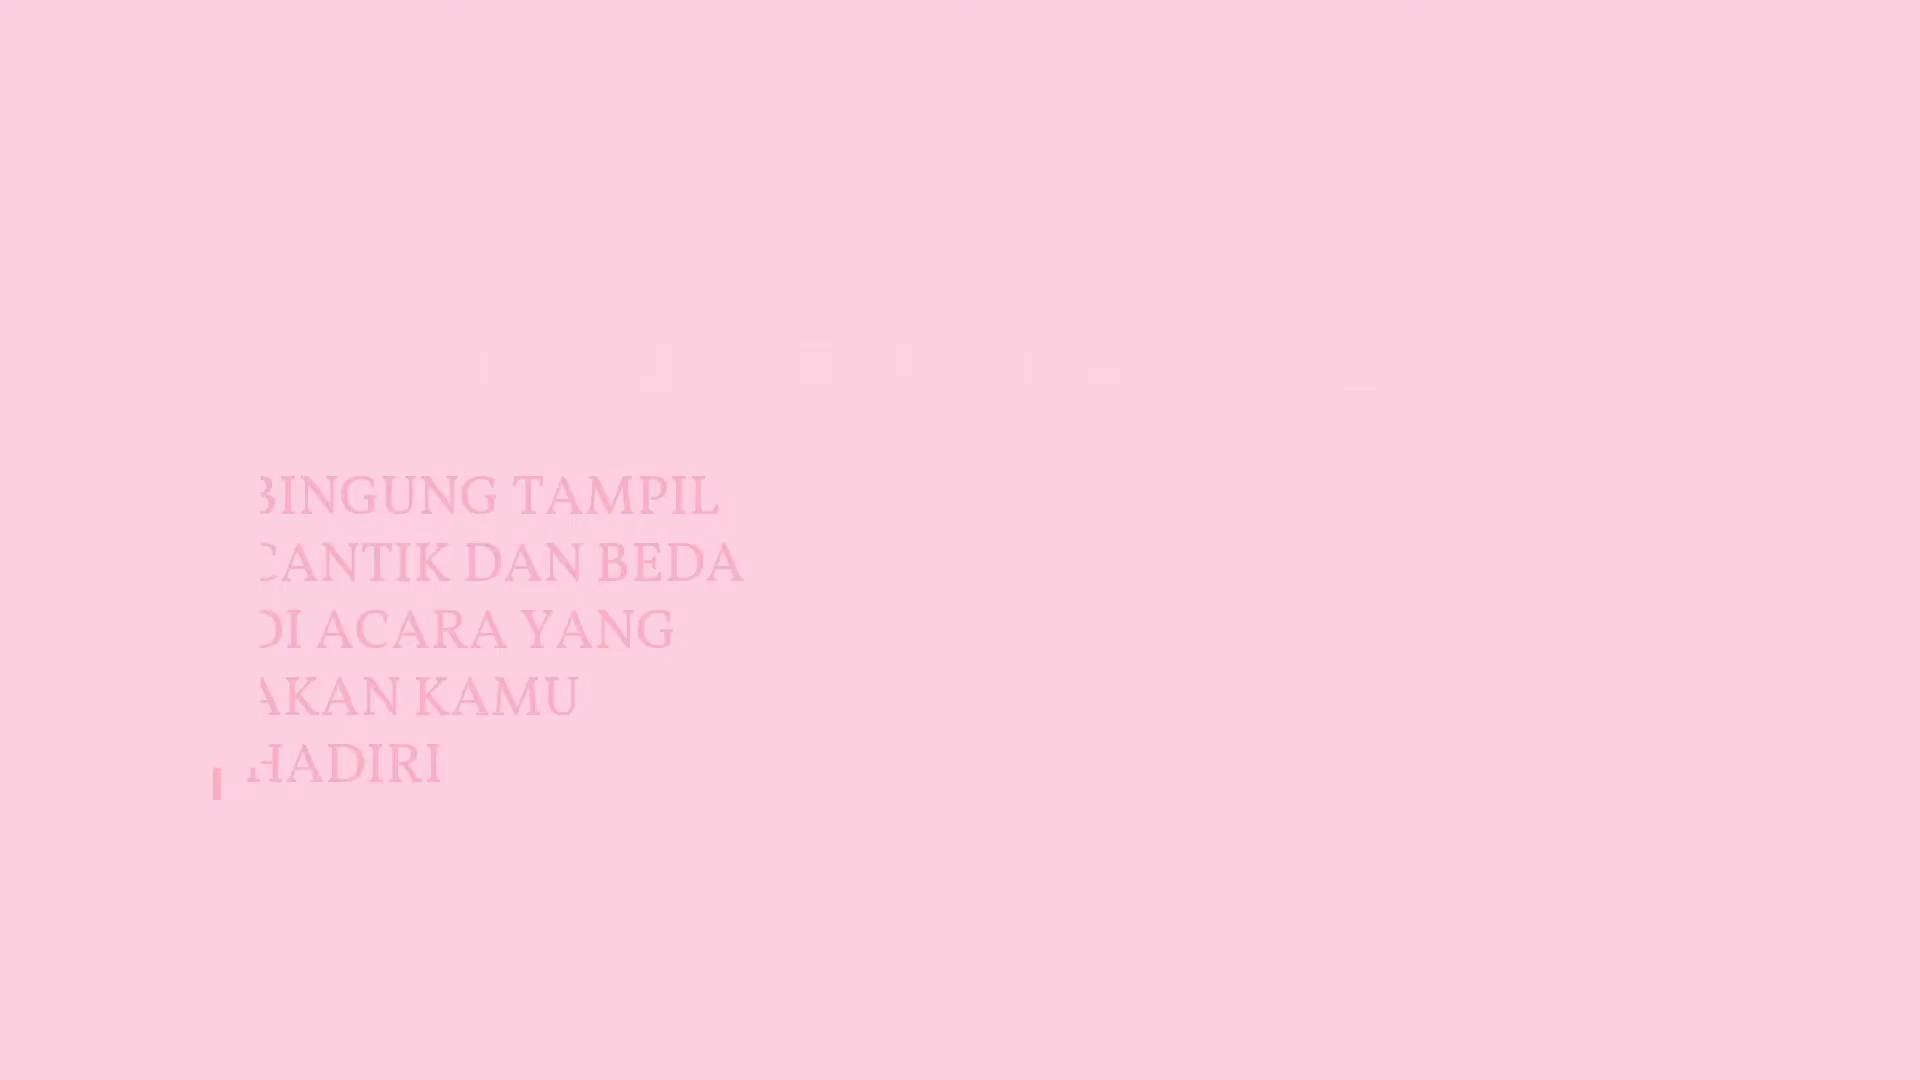 BINGUNG TAMPIL
CANTIK DAN BEDA
DI ACARA YANG
AKAN KAMU
HADIRI